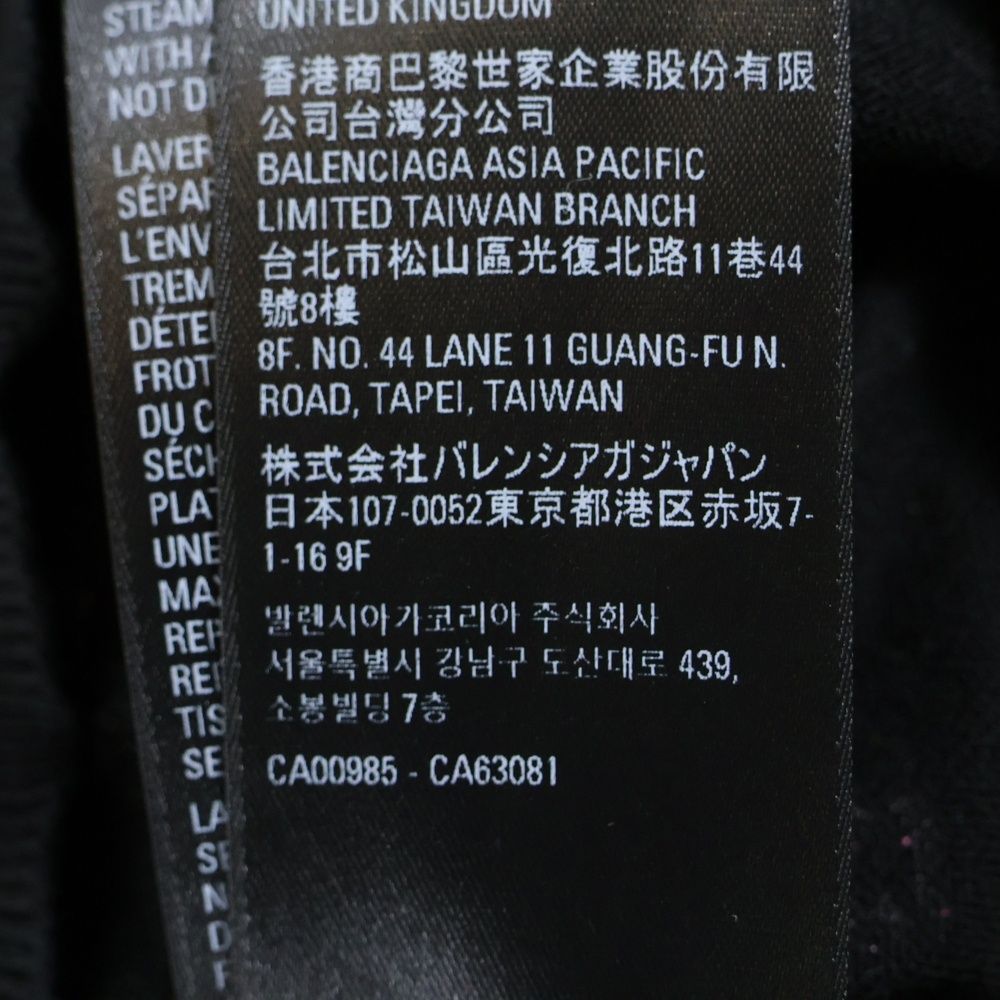 STEAM
WITH A
NOT D
LAVER
SÉPAR
L'ENV
TREM
DÉTE
FROT
DU C
SÉCH
PLA
UNE
MA
REP
RE
TIS
SE
LA
S
N
D
UNITED KINGDOM
香港商巴黎世家企業股份有限
公司台灣分公司
BALENCIAGA ASIA PACIFIC
LIMITED TAIWAN BRANCH
台北市松山區光復北路11巷44
號8樓
8F. NO. 44 LANE 11 GUANG-FU N.
ROAD, TAPEI, TAIWAN
株式会社バレンシアガジャパン
日本107-0052東京都港区赤坂7-
1-16 9F
발렌시아가코리아 주식회사
서울특별시 강남구 도산대로 439,
소봉빌딩 7층
CA00985 - CA63081